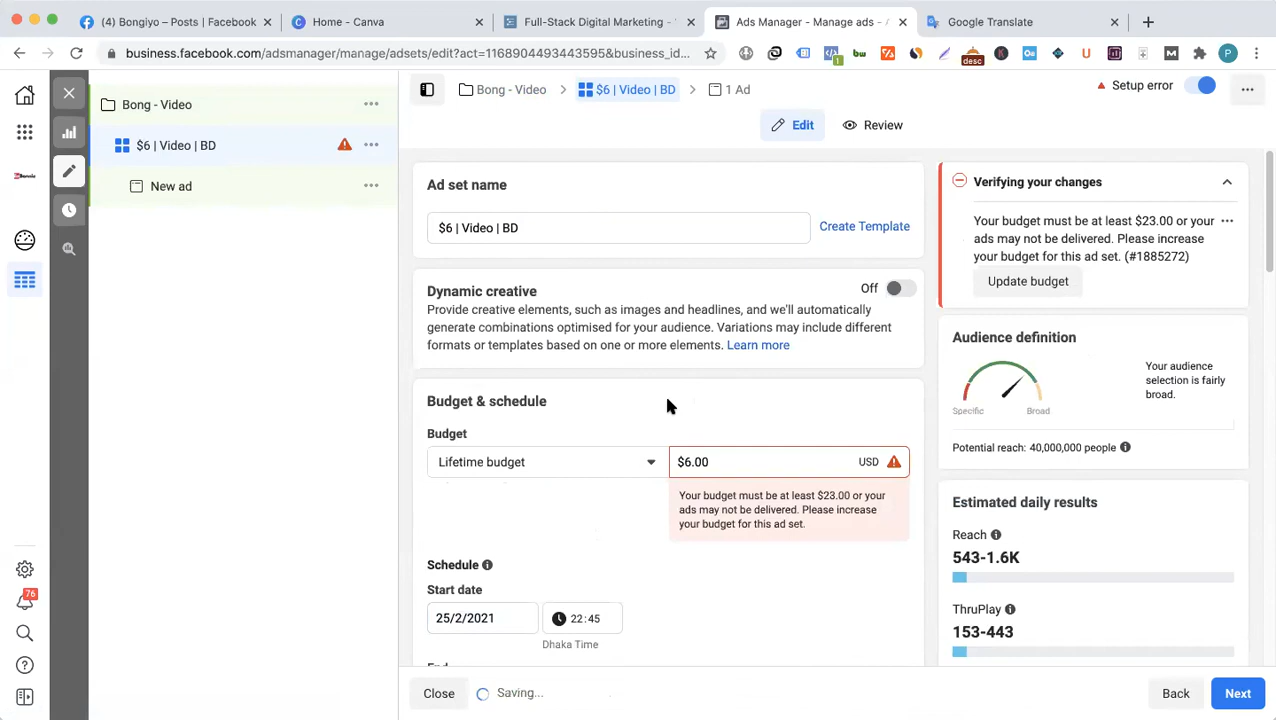 (4) Bongiyo – Posts | Facebook
Home - Canva
Full-Stack Digital Marketing -
Ads Manager - Manage ads -
Google Translate
business.facebook.com/adsmanager/manage/adsets/edit?act=1168904493443595&business_id...
Bong - Video
$6 | Video | BD
New ad
Bong - Video
$6 | Video | BD
1 Ad
Setup error
Edit
Review
Ad set name
$6 | Video | BD
Create Template
Dynamic creative
Off
Provide creative elements, such as images and headlines, and we'll automatically
generate combinations optimised for your audience. Variations may include different
formats or templates based on one or more elements. Learn more
Budget & schedule
Budget
Lifetime budget
$6.00
USD
Your budget must be at least $23.00 or your
ads may not be delivered. Please increase
your budget for this ad set.
Schedule
Start date
25/2/2021
22:45
Dhaka Time
End
Verifying your changes
Your budget must be at least $23.00 or your
ads may not be delivered. Please increase
your budget for this ad set. (#1885272)
Update budget
Audience definition
Your audience
selection is fairly
broad.
Specific
Broad
Potential reach: 40,000,000 people
Estimated daily results
Reach
543-1.6K
ThruPlay
153-443
76
Close
Saving...
Back
Next